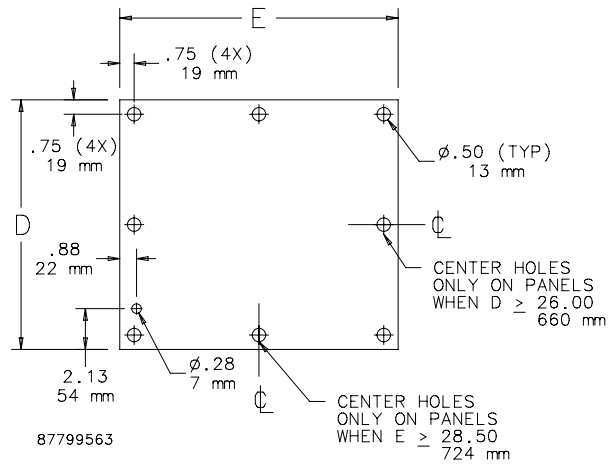 E
.75 (4X)
19 mm
.75 (4X)
19 mm
D
ø.50 (TYP)
13 mm
℄
.88
22 mm
CENTER HOLES
ONLY ON PANELS
WHEN D ≥ 26.00
660 mm
2.13
54 mm
ø.28
7 mm
℄
CENTER HOLES
ONLY ON PANELS
WHEN E ≥ 28.50
724 mm
87799563